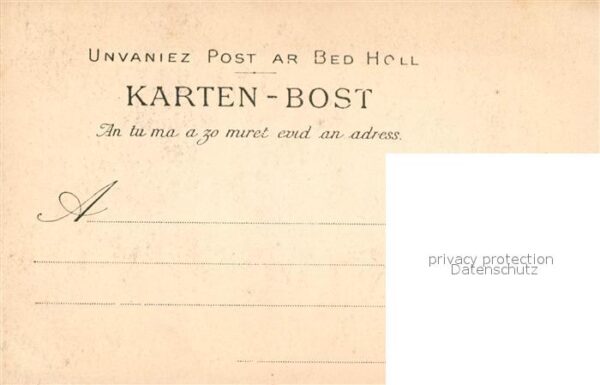 Unvaniez Post ar Bed Holl
KARTEN-BOST
An tu ma a zo miret evid an adress.
A
privacy protection
Datenschutz